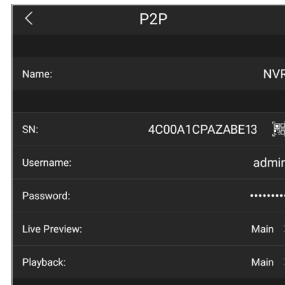 P2P
Name: NVR
SN: 4C00A1CPAZABE13
Username: admin
Password: ••••••••
Live Preview: Main
Playback: Main